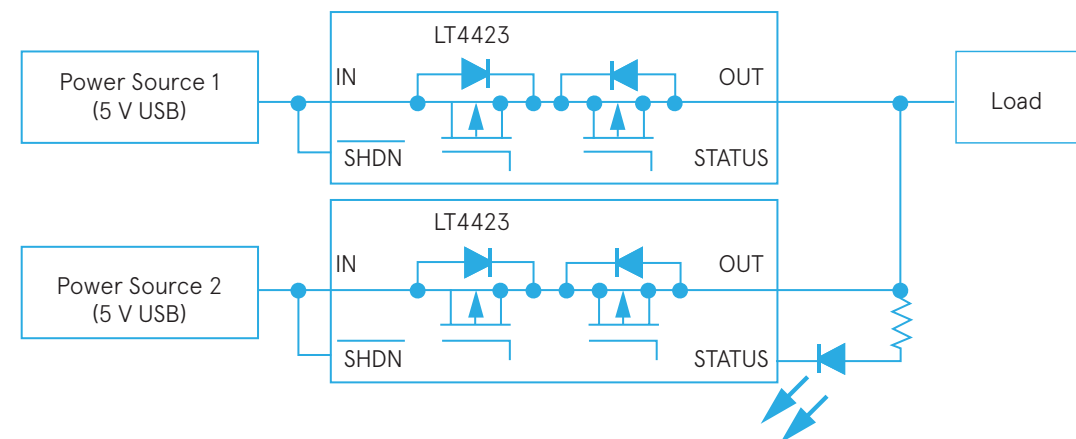 LT4423
Power Source 1
(5 V USB)
IN
OUT
Load
SHDN
STATUS
LT4423
Power Source 2
(5 V USB)
IN
OUT
SHDN
STATUS